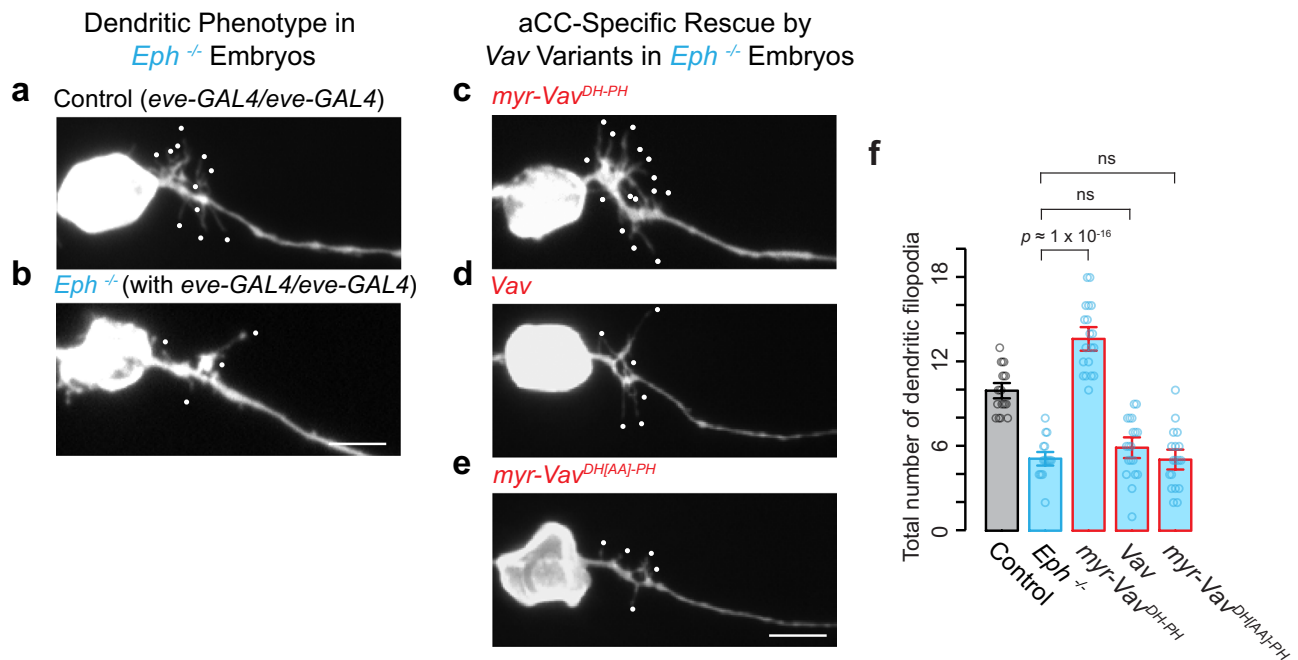 Dendritic Phenotype in
Eph -/- Embryos
aCC-Specific Rescue by
Vav Variants in Eph -/- Embryos
a
Control (eve-GAL4/eve-GAL4)
b
Eph -/- (with eve-GAL4/eve-GAL4)
c
myr-Vav^DH-PH
d
Vav
e
myr-Vav^DH[AA]-PH
f
ns
ns
p ≈ 1 x 10^-16
Total number of dendritic filopodia
18
12
6
0
Control
Eph -/-
myr-Vav^DH-PH
Vav
myr-Vav^DH[AA]-PH